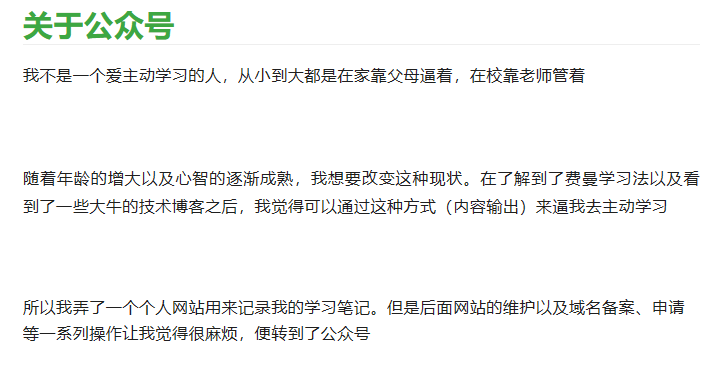 关于公众号
我不是一个爱主动学习的人，从小到大都是在家靠父母逼着，在校靠老师管着
随着年龄的增大以及心智的逐渐成熟，我想要改变这种现状。在了解到了费曼学习法以及看
到了一些大牛的技术博客之后，我觉得可以通过这种方式（内容输出）来逼我去主动学习
所以我弄了一个个人网站用来记录我的学习笔记。但是后面网站的维护以及域名备案、申请
等一系列操作让我觉得很麻烦，便转到了公众号